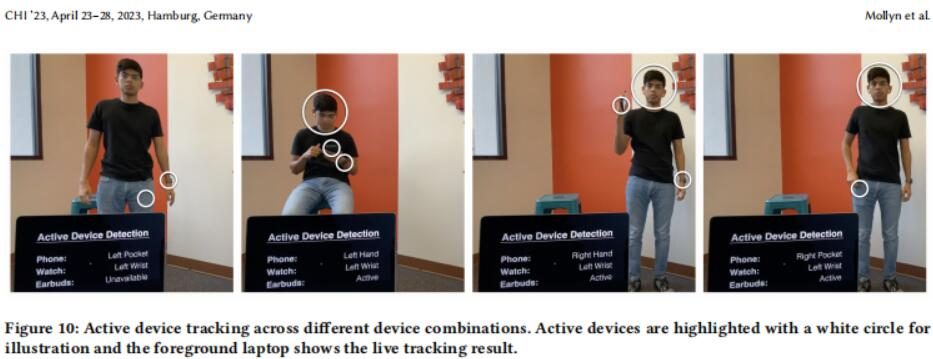 CHI '23, April 23–28, 2023, Hamburg, Germany
Mollyn et al.
Active Device Detection
Phone: Left Pocket
Watch: Left Wrist
Earbuds: Unavailable
Active Device Detection
Phone: Left Hand
Watch: Left Wrist
Earbuds: Active
Active Device Detection
Phone: Right Hand
Watch: Left Wrist
Earbuds: Active
Active Device Detection
Phone: Right Pocket
Watch: Left Wrist
Earbuds: Active
Figure 10: Active device tracking across different device combinations. Active devices are highlighted with a white circle for
illustration and the foreground laptop shows the live tracking result.